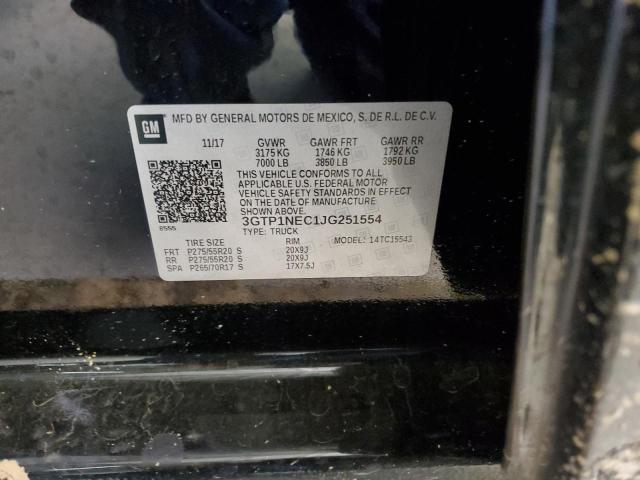 GM
MFD BY GENERAL MOTORS DE MEXICO, S. DE R.L. DE C.V.
11/17 GVWR GAWR FRT GAWR RR
3175 KG 1746 KG 1792 KG
7000 LB 3850 LB 3950 LB
THIS VEHICLE CONFORMS TO ALL
APPLICABLE U.S. FEDERAL MOTOR
VEHICLE SAFETY STANDARDS IN EFFECT
ON THE DATE OF MANUFACTURE
SHOWN ABOVE.
3GTP1NEC1JG251554
6555 TYPE: TRUCK MODEL: 14TC15543
TIRE SIZE RIM
FRT P275/55R20 S 20X9J
RR P275/55R20 S 20X9J
SPA P265/70R17 S 17X7.5J